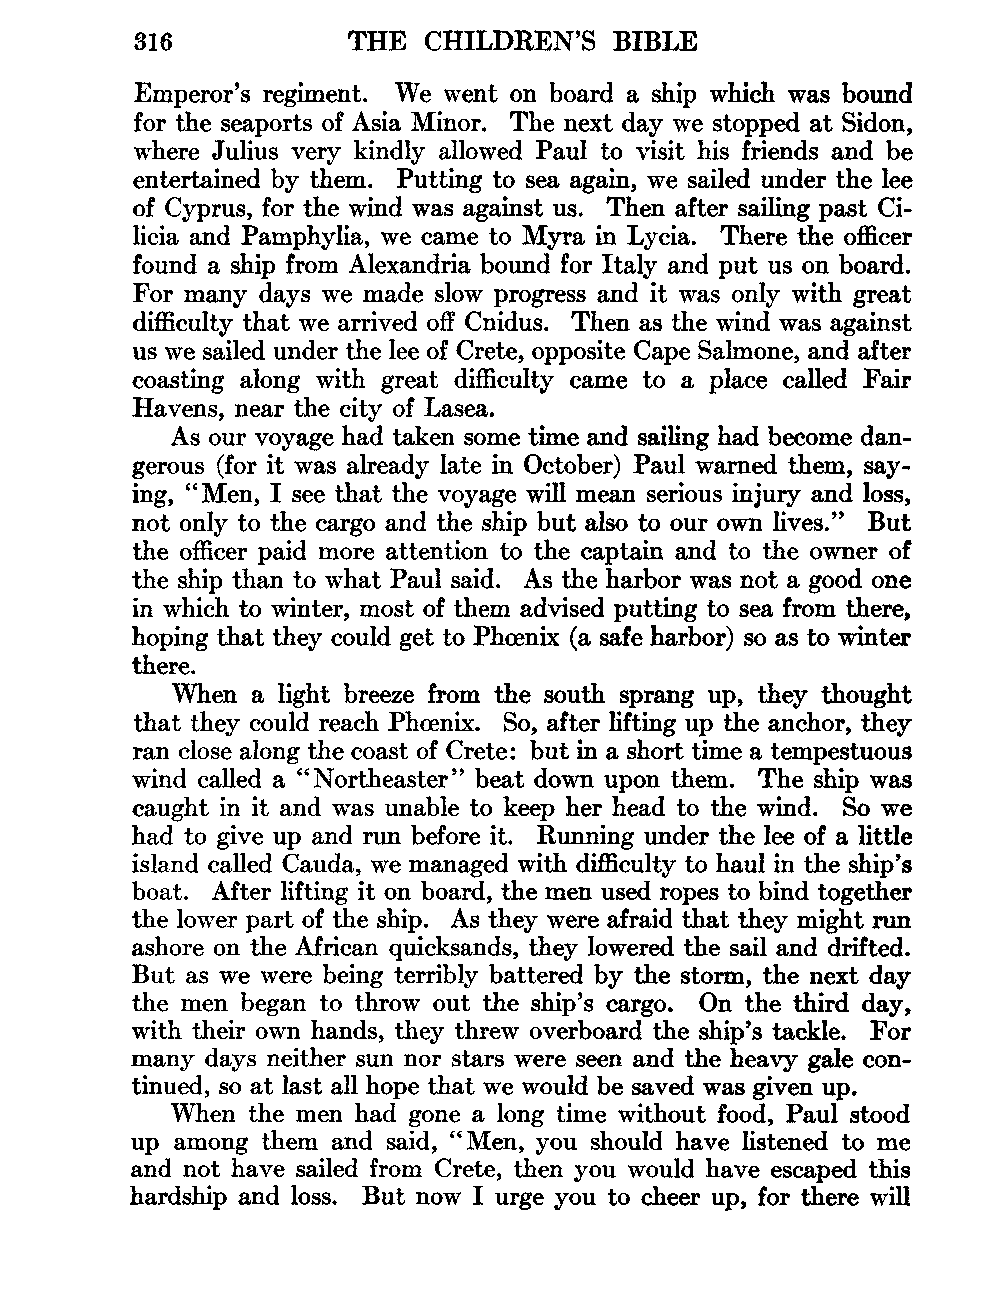 316 THE CHILDREN'S BIBLE
Emperor's regiment. We went on board a ship which was bound
for the seaports of Asia Minor. The next day we stopped at Sidon,
where Julius very kindly allowed Paul to visit his friends and be
entertained by them. Putting to sea again, we sailed under the lee
of Cyprus, for the wind was against us. Then after sailing past Ci-
licia and Pamphylia, we came to Myra in Lycia. There the officer
found a ship from Alexandria bound for Italy and put us on board.
For many days we made slow progress and it was only with great
difficulty that we arrived off Cnidus. Then as the wind was against
us we sailed under the lee of Crete, opposite Cape Salmone, and after
coasting along with great difficulty came to a place called Fair
Havens, near the city of Lasea.
As our voyage had taken some time and sailing had become dan-
gerous (for it was already late in October) Paul warned them, say-
ing, “Men, I see that the voyage will mean serious injury and loss,
not only to the cargo and the ship but also to our own lives.” But
the officer paid more attention to the captain and to the owner of
the ship than to what Paul said. As the harbor was not a good one
in which to winter, most of them advised putting to sea from there,
hoping that they could get to Phœnix (a safe harbor) so as to winter
there.
When a light breeze from the south sprang up, they thought
that they could reach Phœnix. So, after lifting up the anchor, they
ran close along the coast of Crete: but in a short time a tempestuous
wind called a “Northeaster” beat down upon them. The ship was
caught in it and was unable to keep her head to the wind. So we
had to give up and run before it. Running under the lee of a little
island called Cauda, we managed with difficulty to haul in the ship's
boat. After lifting it on board, the men used ropes to bind together
the lower part of the ship. As they were afraid that they might run
ashore on the African quicksands, they lowered the sail and drifted.
But as we were being terribly battered by the storm, the next day
the men began to throw out the ship's cargo. On the third day,
with their own hands, they threw overboard the ship's tackle. For
many days neither sun nor stars were seen and the heavy gale con-
tinued, so at last all hope that we would be saved was given up.
When the men had gone a long time without food, Paul stood
up among them and said, “Men, you should have listened to me
and not have sailed from Crete, then you would have escaped this
hardship and loss. But now I urge you to cheer up, for there will